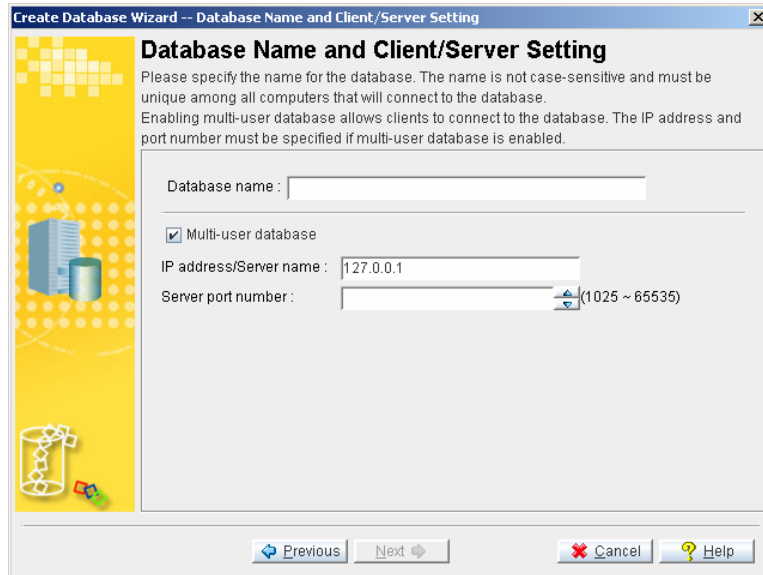 Create Database Wizard -- Database Name and Client/Server Setting
Database Name and Client/Server Setting
Please specify the name for the database. The name is not case-sensitive and must be
unique among all computers that will connect to the database.
Enabling multi-user database allows clients to connect to the database. The IP address and
port number must be specified if multi-user database is enabled.
Database name :
Multi-user database
IP address/Server name : 127.0.0.1
Server port number : (1025 ~ 65535)
Previous Next Cancel Help